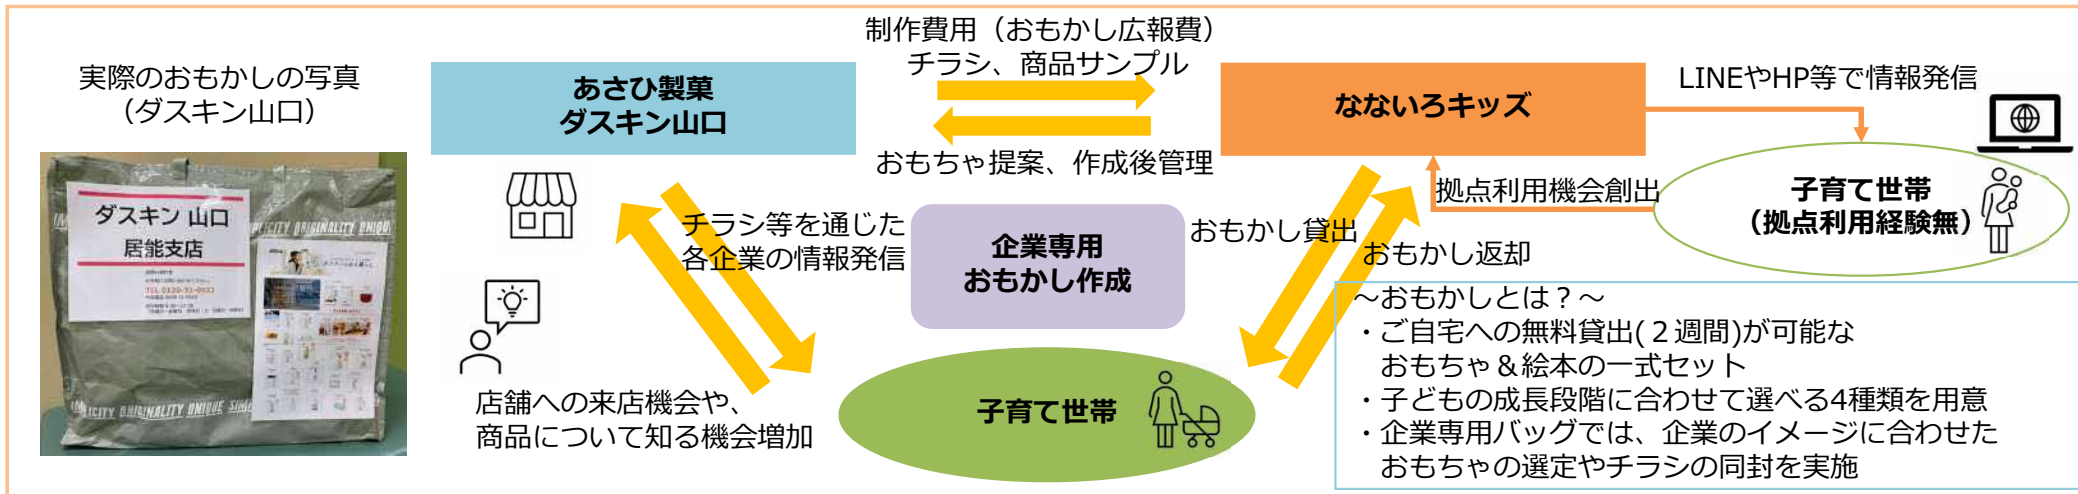 実際のおもかしの写真
（ダスキン山口）
ダスキン 山口
居能支店
あさひ製菓
ダスキン山口
制作費用（おもかし広報費）
チラシ、商品サンプル
おもちゃ提案、作成後管理
なないろキッズ
LINEやHP等で情報発信
拠点利用機会創出
子育て世帯
（拠点利用経験無）
チラシ等を通じた
各企業の情報発信
企業専用
おもかし作成
おもかし貸出
おもかし返却
店舗への来店機会や、
商品について知る機会増加
子育て世帯
～おもかしとは？～
・ご自宅への無料貸出(２週間)が可能な
おもちゃ＆絵本の一式セット
・子どもの成長段階に合わせて選べる4種類を用意
・企業専用バッグでは、企業のイメージに合わせた
おもちゃの選定やチラシの同封を実施